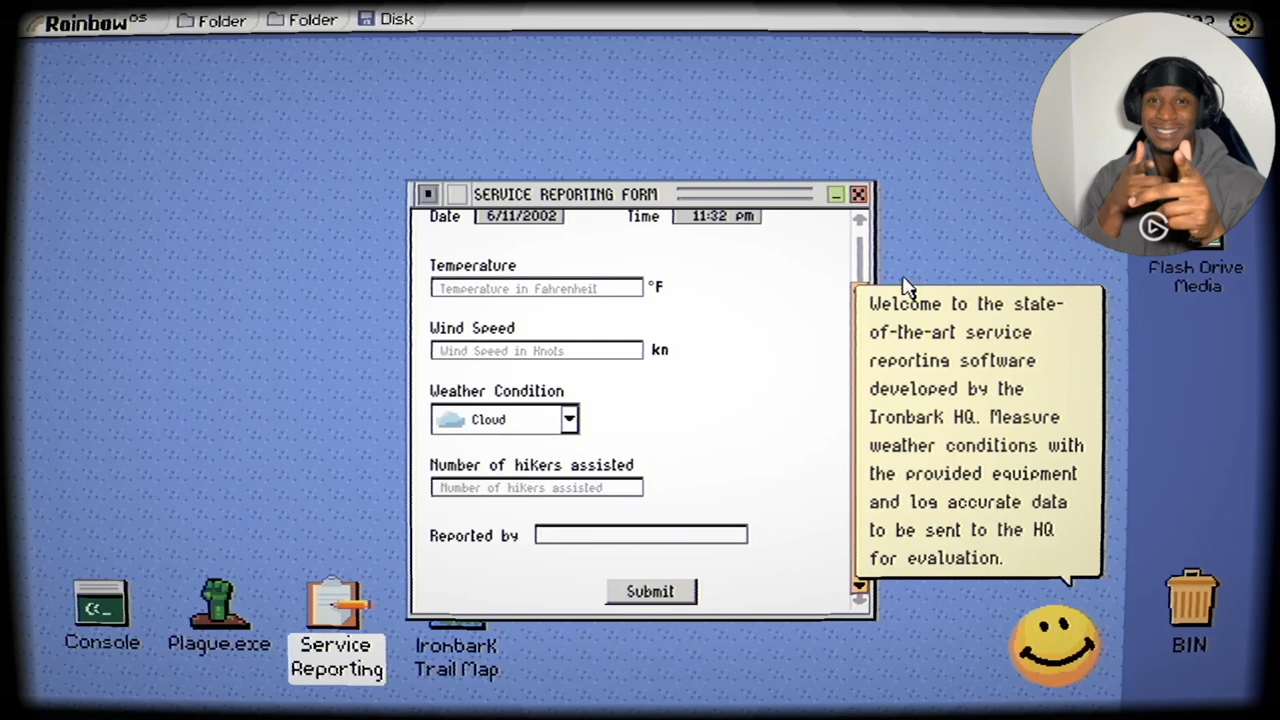 Rainbow OS
Folder
Folder
Disk
SERVICE REPORTING FORM
Date 6/11/2002 Time 11:32 pm
Temperature
Temperature in Fahrenheit °F
Wind Speed
Wind Speed in Knots kn
Weather Condition
Cloud
Number of hikers assisted
Number of hikers assisted
Reported by
Submit
Welcome to the state-
of-the-art service
reporting software
developed by the
Ironbark HQ. Measure
weather conditions with
the provided equipment
and log accurate data
to be sent to the HQ
for evaluation.
Flash Drive
Media
Console
Plague.exe
Service
Reporting
Ironbark
Trail Map
BIN